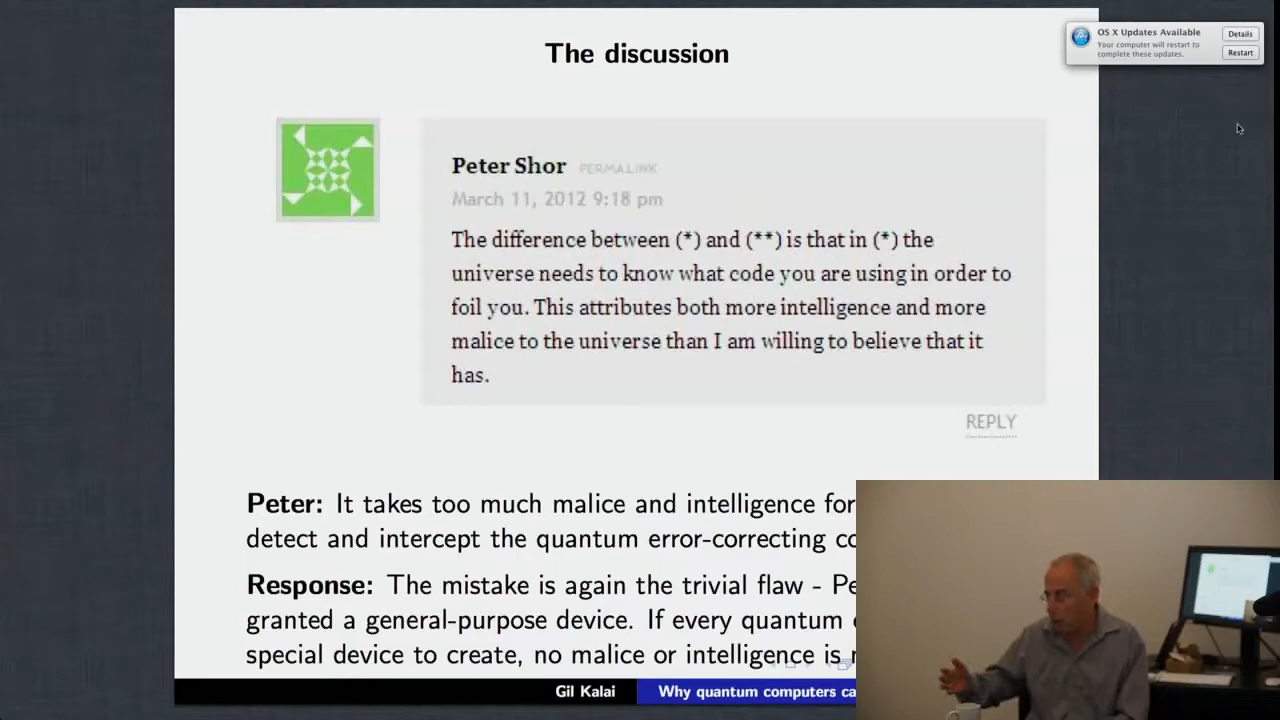 The discussion
OS X Updates Available
Your computer will restart to
complete these updates.
Details
Restart
Peter Shor PERMALINK
March 11, 2012 9:18 pm
The difference between (*) and (**) is that in (*) the
universe needs to know what code you are using in order to
foil you. This attributes both more intelligence and more
malice to the universe than I am willing to believe that it
has.
REPLY
Peter: It takes too much malice and intelligence for
detect and intercept the quantum error-correcting
Response: The mistake is again the trivial flaw -
granted a general-purpose device. If every quantum
special device to create, no malice or intelligence is
Gil Kalai
Why quantum computers